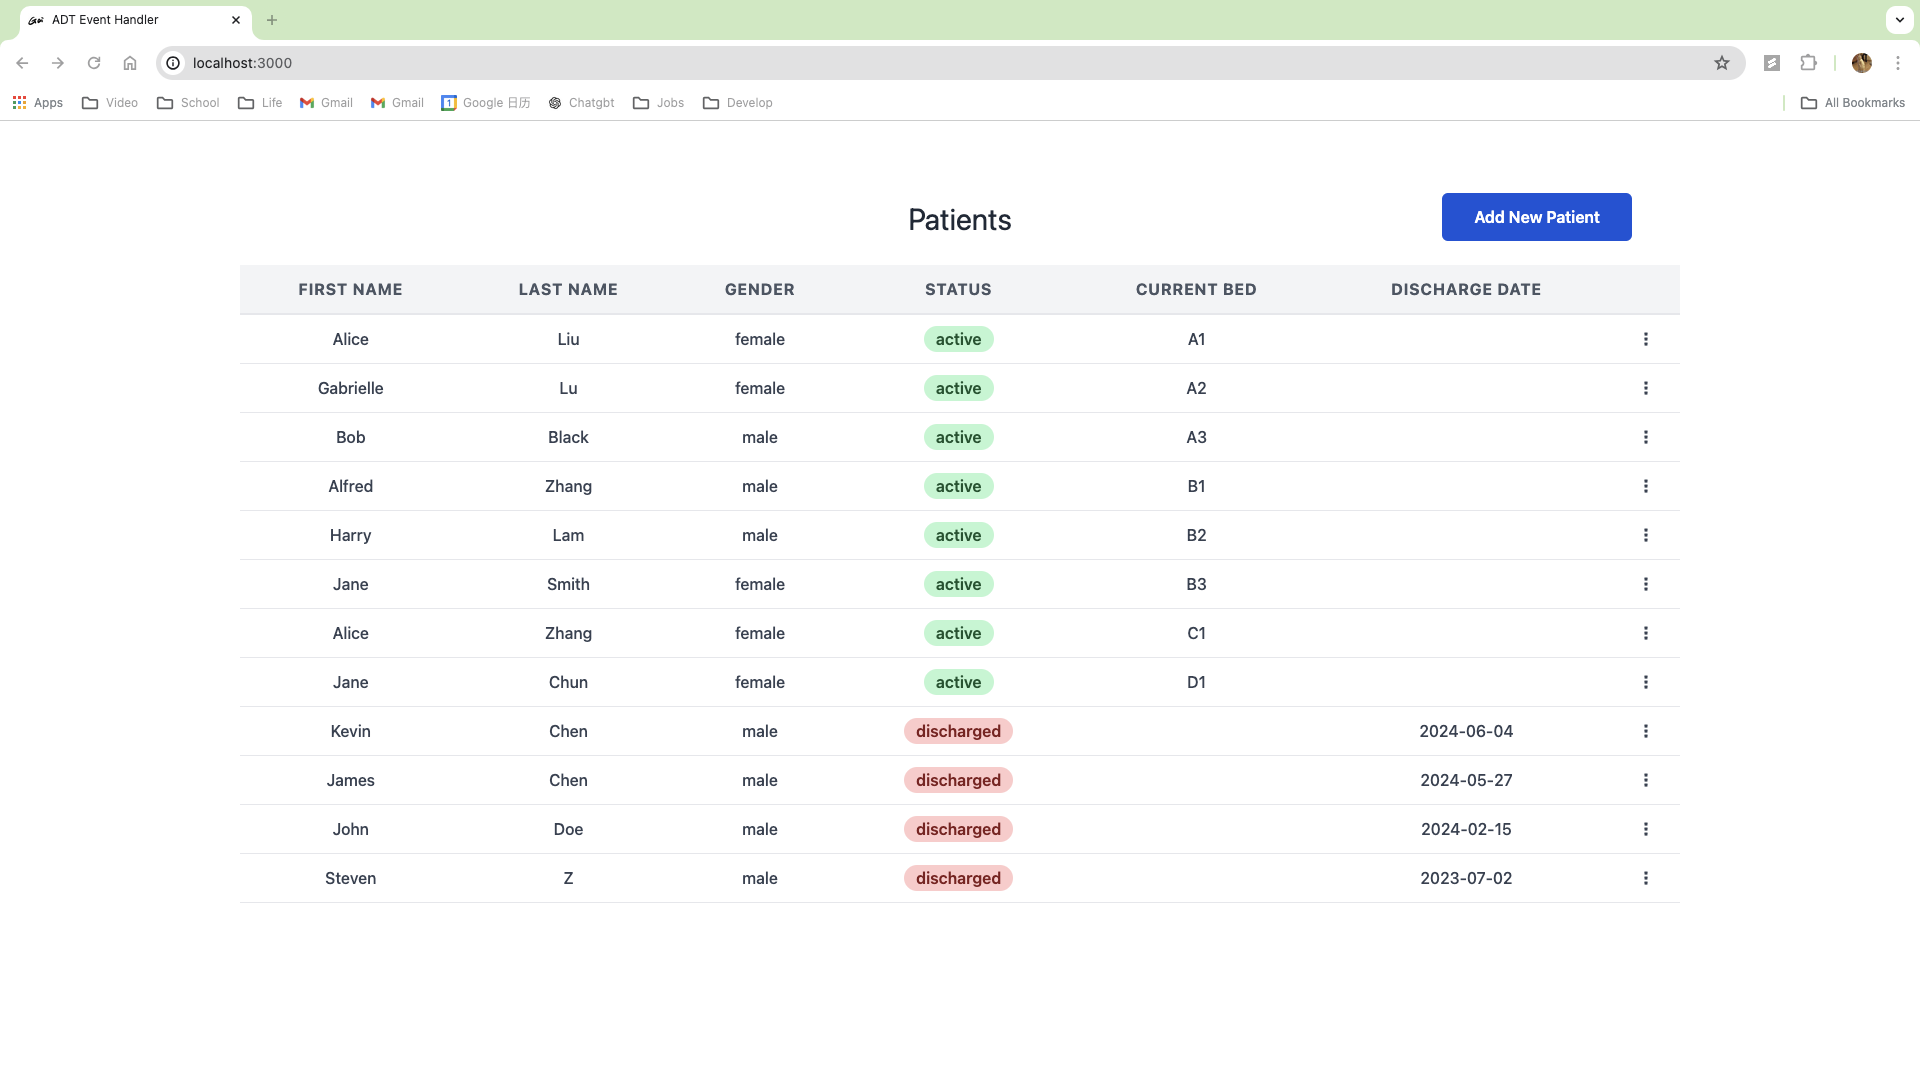 ADT Event Handler
localhost:3000
Apps Video School Life Gmail Gmail 1 Google 日历 Chatgbt Jobs Develop All Bookmarks
Patients
Add New Patient
FIRST NAME LAST NAME GENDER STATUS CURRENT BED DISCHARGE DATE
Alice Liu female active A1
Gabrielle Lu female active A2
Bob Black male active A3
Alfred Zhang male active B1
Harry Lam male active B2
Jane Smith female active B3
Alice Zhang female active C1
Jane Chun female active D1
Kevin Chen male discharged 2024-06-04
James Chen male discharged 2024-05-27
John Doe male discharged 2024-02-15
Steven Z male discharged 2023-07-02